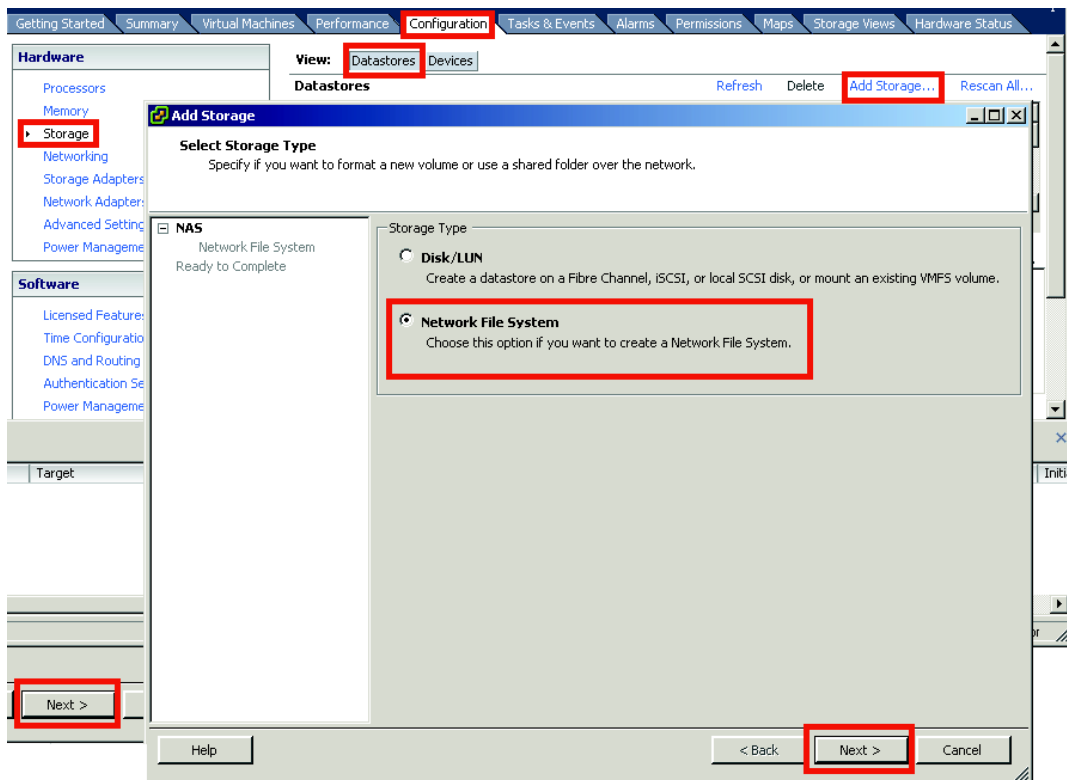 Getting Started Summary Virtual Machines Performance Configuration Tasks & Events Alarms Permissions Maps Storage Views Hardware Status
Hardware
Processors
Memory
Storage
Networking
Storage Adapters
Network Adapter
Advanced Setting
Power Manageme
Software
Licensed Feature
Time Configuratio
DNS and Routing
Authentication Se
Power Manageme
View: Datastores Devices
Datastores Refresh Delete Add Storage... Rescan All...
Add Storage
Select Storage Type
Specify if you want to format a new volume or use a shared folder over the network.
NAS
Network File System
Ready to Complete
Storage Type
Disk/LUN
Create a datastore on a Fibre Channel, iSCSI, or local SCSI disk, or mount an existing VMFS volume.
Network File System
Choose this option if you want to create a Network File System.
Target
Initi
Next >
Help
< Back
Next >
Cancel